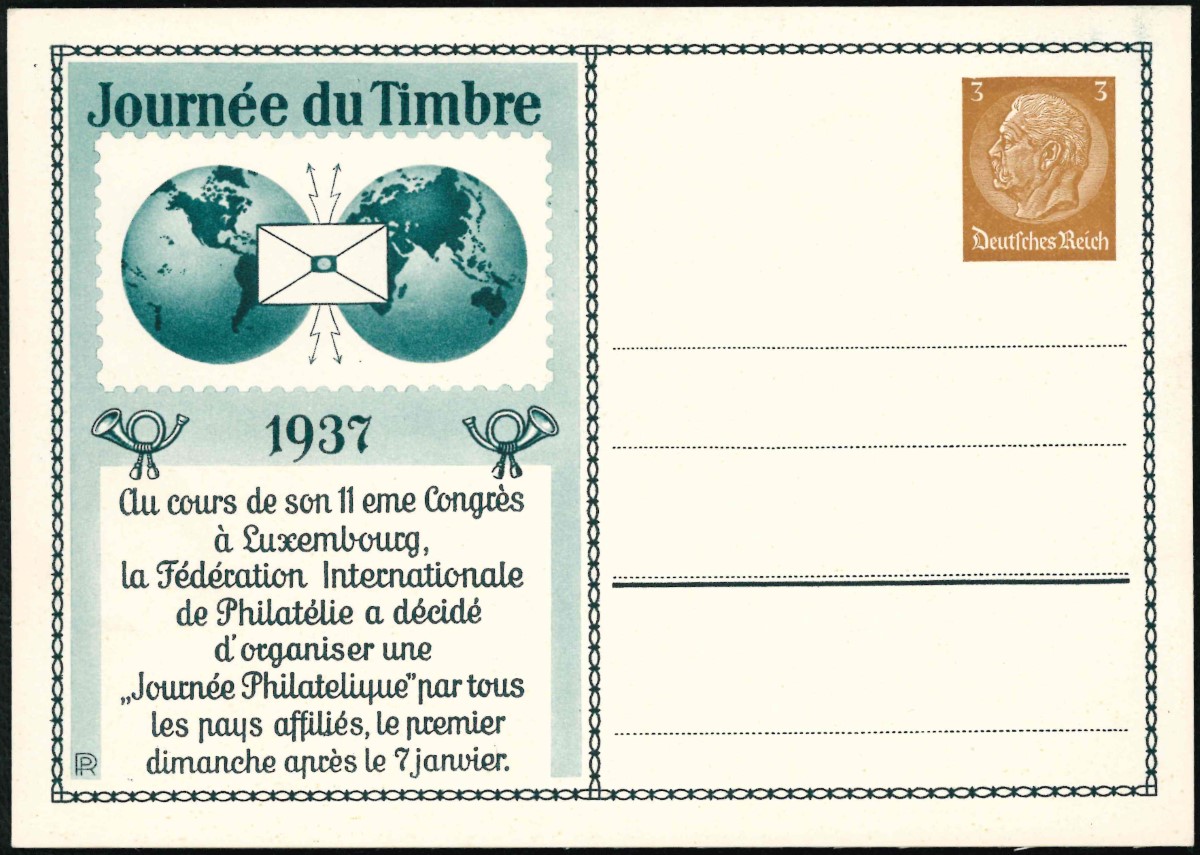 Journée du Timbre
1937
Au cours de son 11 eme Congrès
à Luxembourg,
la Fédération Internationale
de Philatélie a décidé
d'organiser une
„Journée Philateliyue" par tous
les pays affiliés, le premier
dimanche après le 7 janvier.
PR
3 3
Deutsches Reich